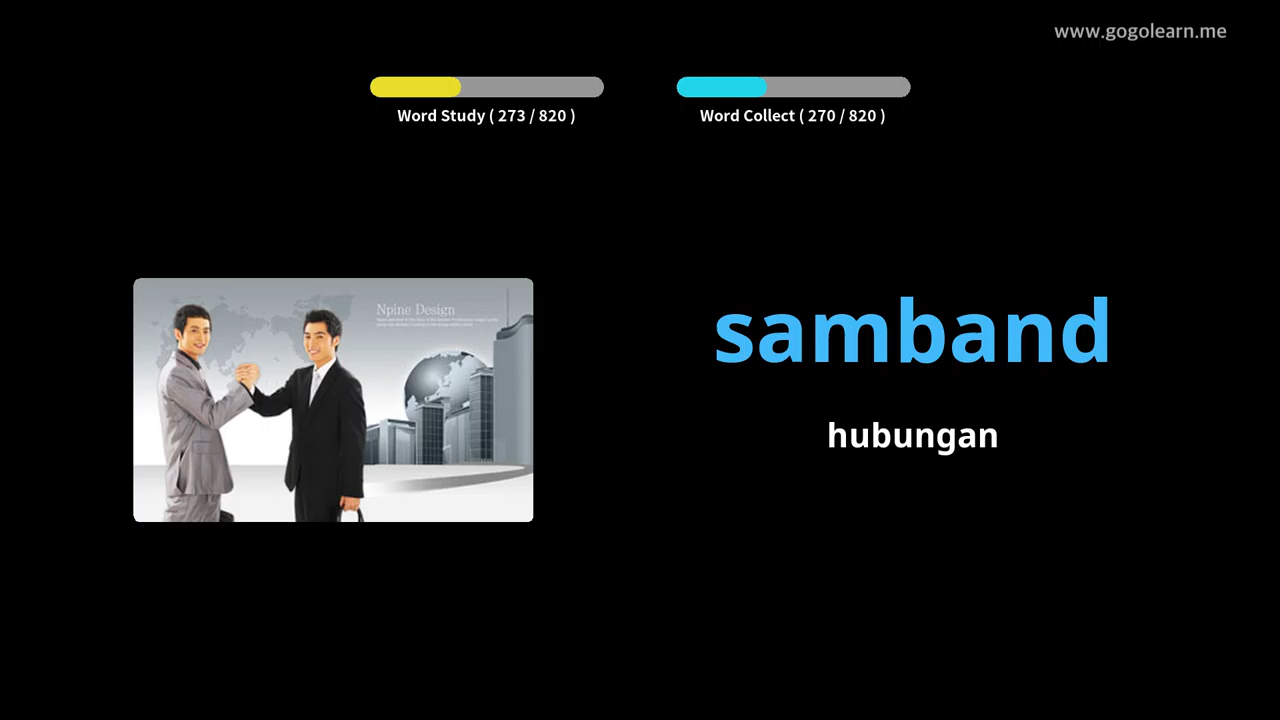 www.gogolearn.me
Word Study ( 273 / 820 )
Word Collect ( 270 / 820 )
Npine Design
samband
hubungan